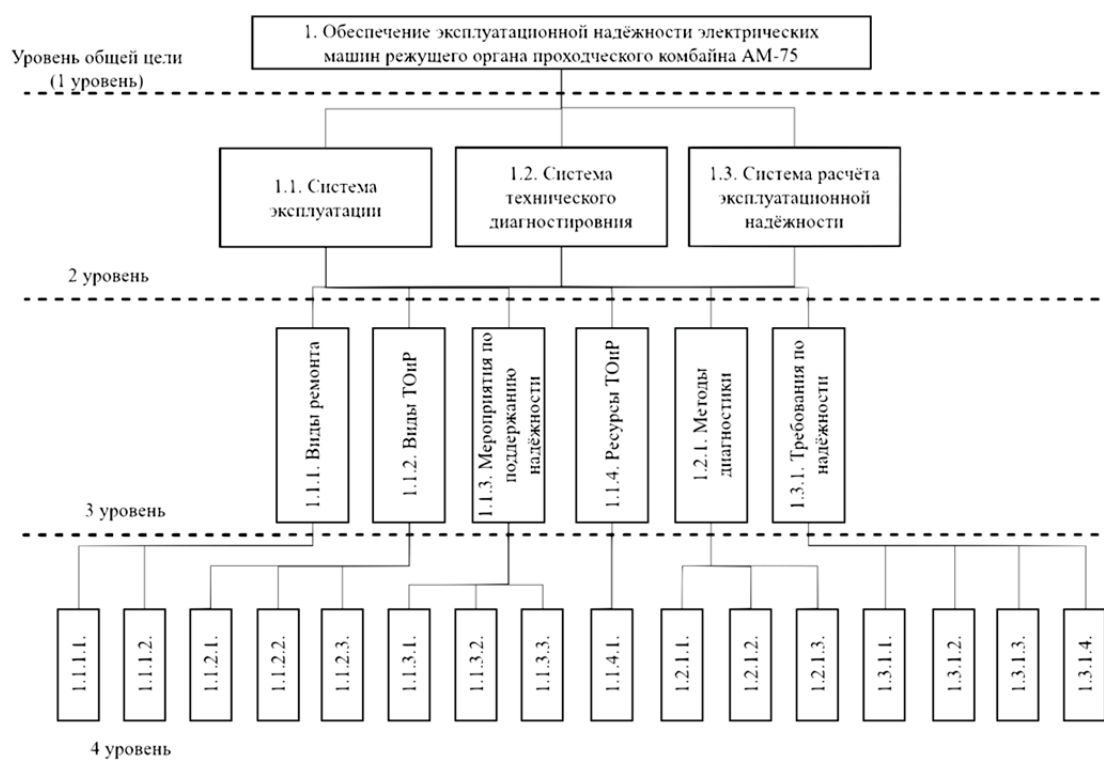 1. Обеспечение эксплуатационной надёжности электрических
машин режущего органа проходческого комбайна АМ-75
Уровень общей цели
(1 уровень)
1.1. Система
эксплуатации
1.2. Система
технического
диагностировния
1.3. Система расчёта
эксплуатационной
надёжности
2 уровень
1.1.1. Виды ремонта
1.1.2. Виды ТОиР
1.1.3. Мероприятия по
поддержанию
надёжности
1.1.4. Ресурсы ТОиР
1.2.1. Методы
диагностики
1.3.1. Требования по
надёжности
3 уровень
1.1.1.1.
1.1.1.2.
1.1.2.1.
1.1.2.2.
1.1.2.3.
1.1.3.1.
1.1.3.2.
1.1.3.3.
1.1.4.1.
1.2.1.1.
1.2.1.2.
1.2.1.3.
1.3.1.1.
1.3.1.2.
1.3.1.3.
1.3.1.4.
4 уровень